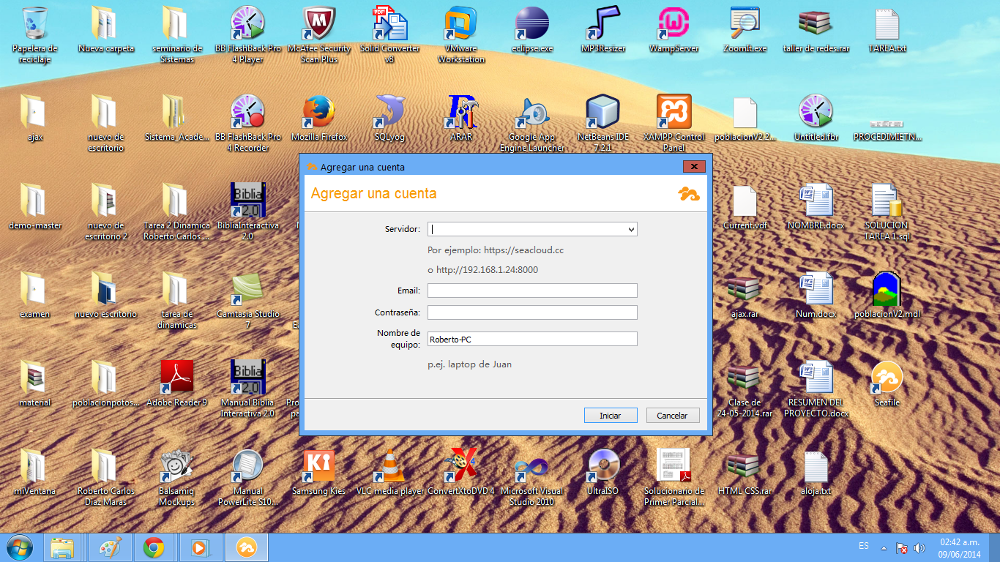 Papelera de
reciclaje
Nueva carpeta
seminario de
Sistemas
BB FlashBack Pro
4 Player
McAfee Security
Scan Plus
PDF
Solid Converter
v8
VMware
Workstation
eclipse.exe
MP3Resizer
WampServer
ZoomIt.exe
taller de redes.rar
TAREA.txt
ajax
nuevo de
escritorio
Sistema_Acade...
BB FlashBack Pro
4 Recorder
Mozilla Firefox
SQLyog
ARAR
Google App
Engine Launcher
NetBeans IDE
7.2.1
XAMPP Control
Panel
poblacionV2.2...
Untitled.fbr
PROCEDIMIETN...
Agregar una cuenta
Agregar una cuenta
Servidor:
Por ejemplo: https://seacloud.cc
o http://192.168.1.24:8000
Email:
Contraseña:
Nombre de
equipo:
Roberto-PC
p.ej. laptop de Juan
Iniciar
Cancelar
demo-master
nuevo de
escritorio 2
Tarea 2 Dinamica
Roberto Carlos ...
Biblia
2.0
BibliaInteractiva
2.0
Current.vdf
NOMBRE.docx
SOLUCION
TAREA 1.sql
examen
nuevo escritorio
tarea de
dinamicas
Camtasia Studio
7
ajax.rar
Num.docx
poblacionV2.mdl
material
poblacionpotos...
Adobe Reader 9
Biblia
2.0
Manual Biblia
Interactiva 2.0
Clase de
24-05-2014.rar
RESUMEN DEL
PROYECTO.docx
Seafile
miVentana
Roberto Carlos
Diaz Maras
Balsamiq
Mockups
Manual
PowerLite S10...
Ki
Samsung Kies
VLC media player
ConvertXtoDVD 4
Microsoft Visual
Studio 2010
UltraISO
Solucionario de
Primer Parcial...
HTML CSS.rar
aloja.txt
ES
02:42 a.m.
09/06/2014